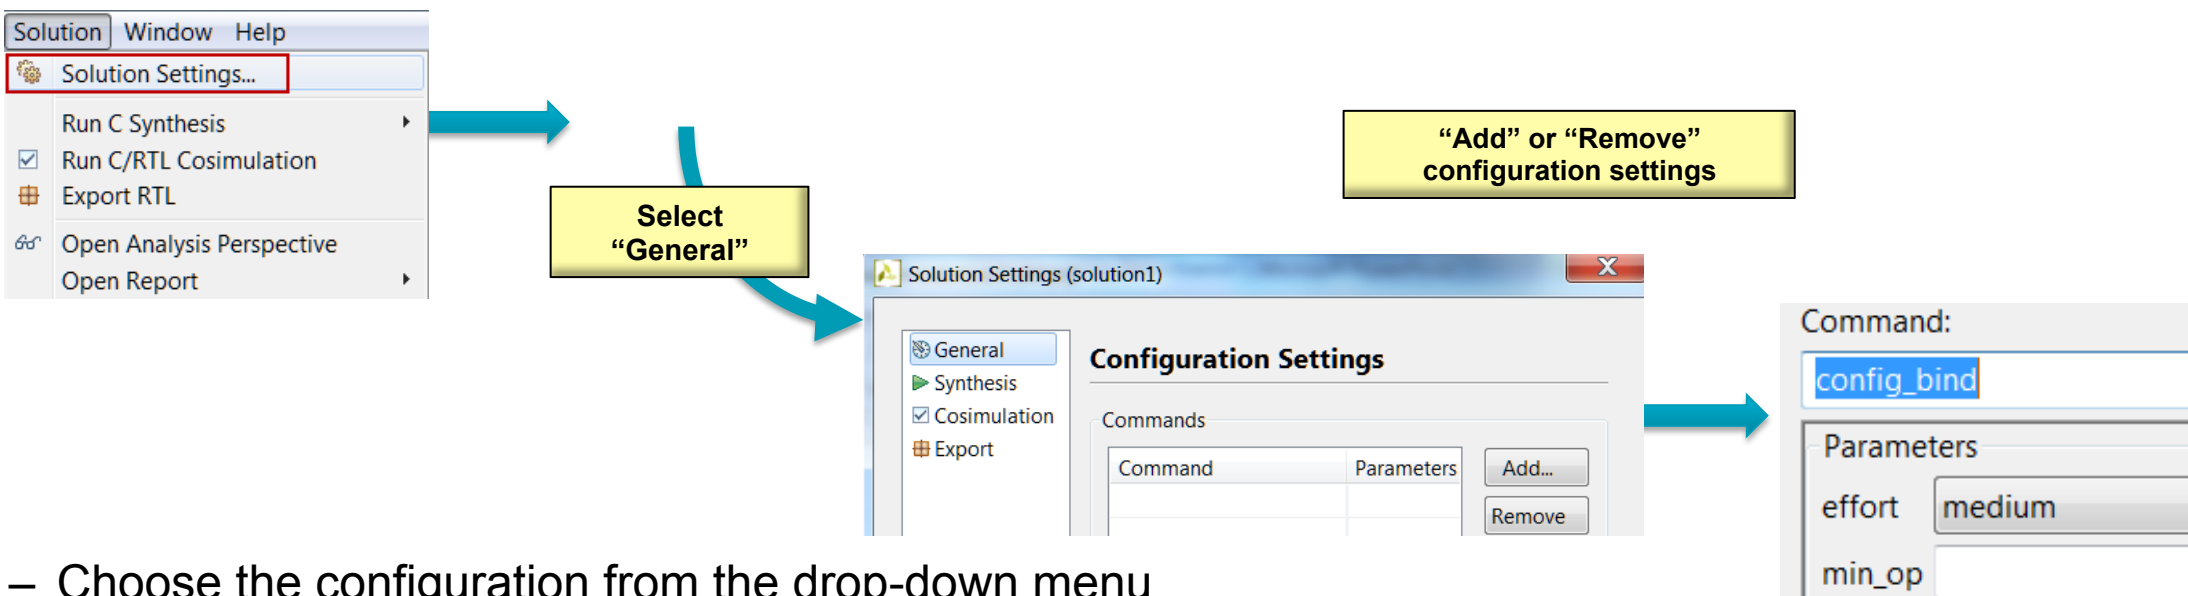 Solution Window Help
Solution Settings...
Run C Synthesis
Run C/RTL Cosimulation
Export RTL
Open Analysis Perspective
Open Report
Select
“General”
“Add” or “Remove”
configuration settings
Solution Settings (solution1)
General
Synthesis
Cosimulation
Export
Configuration Settings
Commands
Command Parameters
Add...
Remove
Command:
config_bind
Parameters
effort medium
min_op
– Choose the configuration from the drop-down menu